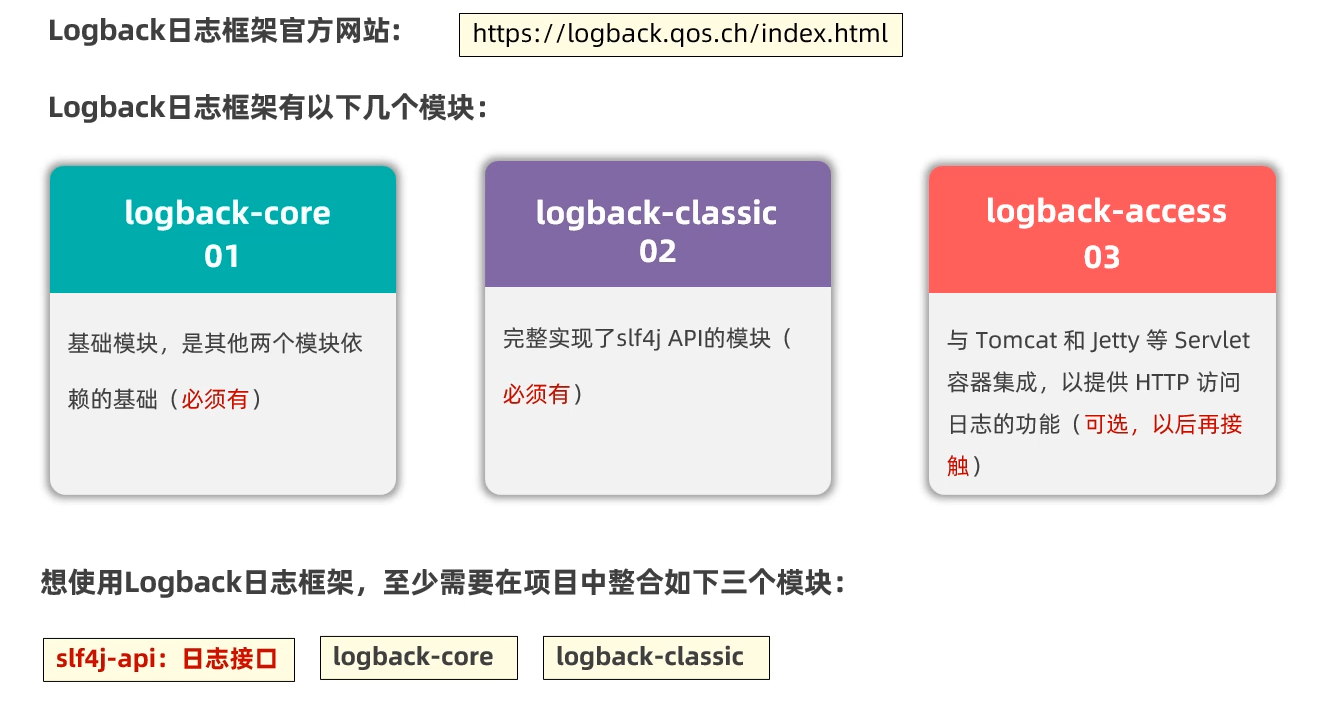 Logback日志框架官方网站：
https://logback.qos.ch/index.html
Logback日志框架有以下几个模块：
logback-core
01
基础模块，是其他两个模块依
赖的基础（必须有）
logback-classic
02
完整实现了slf4j API的模块（
必须有）
logback-access
03
与 Tomcat 和 Jetty 等 Servlet
容器集成，以提供 HTTP 访问
日志的功能（可选，以后再接
触）
想使用Logback日志框架，至少需要在项目中整合如下三个模块：
slf4j-api：日志接口
logback-core
logback-classic